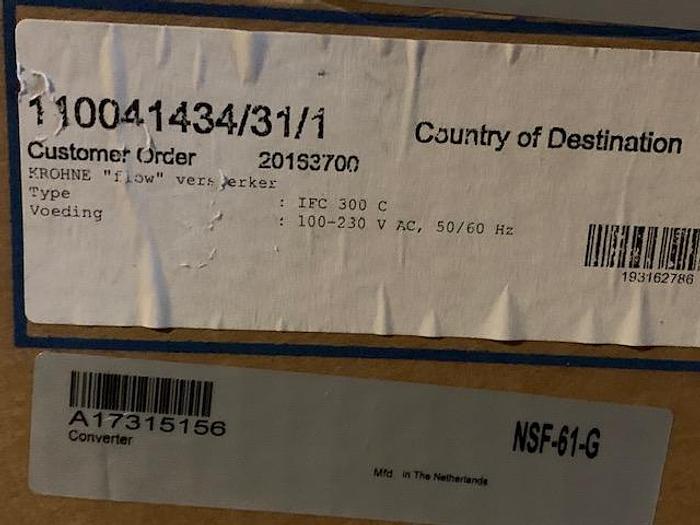 110041434/31/1
Country of Destination
Customer Order 20153700
KROHNE "flow" versterker
Type : IFC 300 C
Voeding : 100-230 V AC, 50/60 Hz
193162786
A17315156
Converter
NSF-61-G
Mfd. in The Netherlands